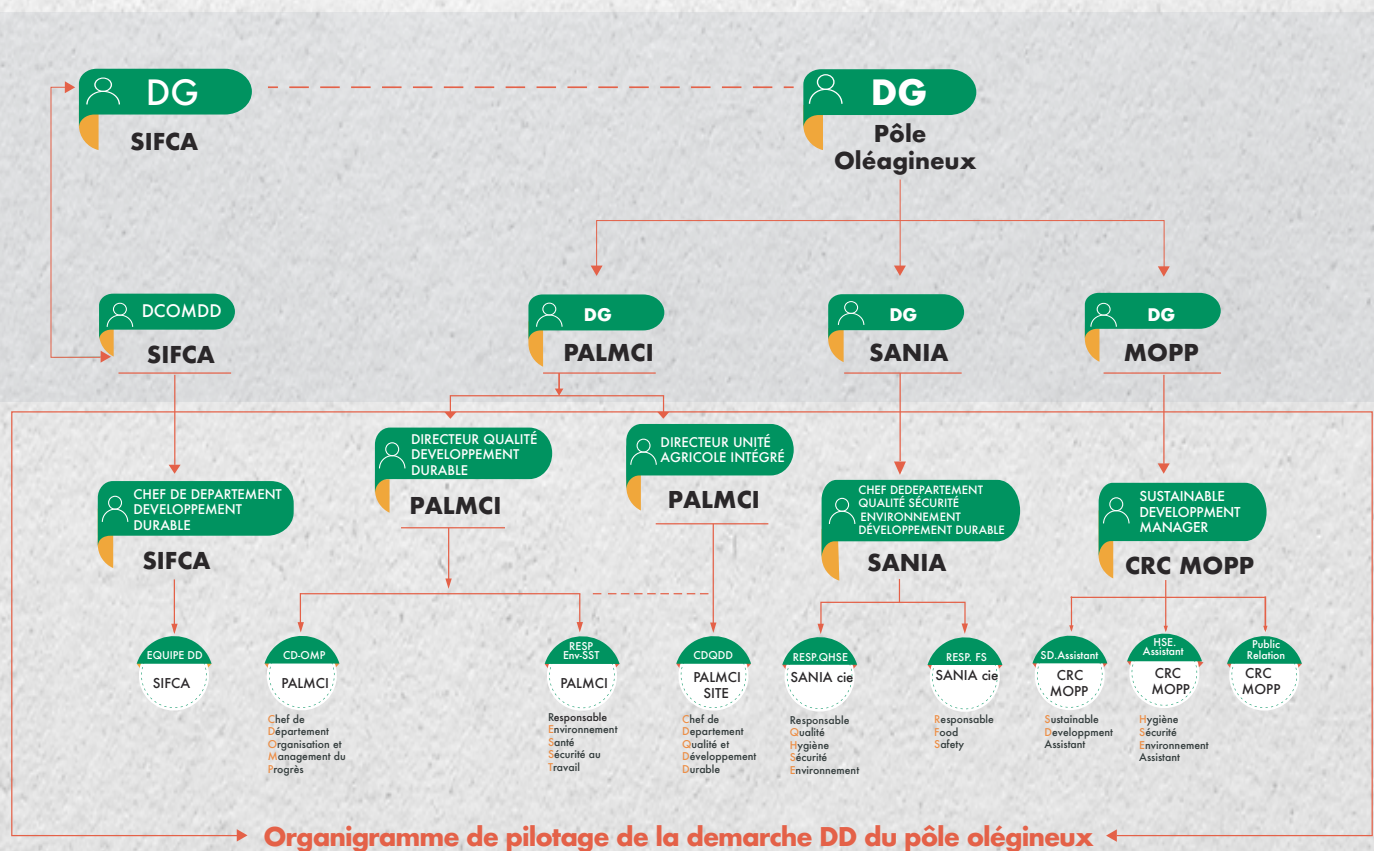 DG
SIFCA
DG
Pôle
Oléagineux
DCOMDD
SIFCA
DG
PALMCI
DG
SANIA
DG
MOPP
CHEF DE DEPARTEMENT
DEVELOPPEMENT
DURABLE
SIFCA
DIRECTEUR QUALITÉ
DEVELOPPEMENT
DURABLE
PALMCI
DIRECTEUR UNITÉ
AGRICOLE INTÉGRÉ
PALMCI
CHEF DEDEPARTEMENT
QUALITÉ SÉCURITÉ
ENVIRONNEMENT
DÉVELOPPEMENT DURABLE
SANIA
SUSTAINABLE
DEVELOPPMENT
MANAGER
CRC MOPP
EQUIPE DD
SIFCA
CD-OMP
PALMCI
Chef de
Département
Organisation et
Management du
Progrès
RESP
Env-SST
PALMCI
Responsable
Environnement
Santé
Sécurité au
Travail
CDQDD
PALMCI
SITE
Chef de
Departement
Qualité et
Développement
Durable
RESP.QHSE
SANIA cie
Responsable
Qualité
Hygiène
Sécurité
Environnement
RESP. FS
SANIA cie
Responsable
Food
Safety
SD.Assistant
CRC
MOPP
Sustainable
Developpment
Assistant
HSE.
Assistant
CRC
MOPP
Hygiène
Sécurité
Environnement
Assistant
Public
Relation
CRC
MOPP
Organigramme de pilotage de la demarche DD du pôle olégineux